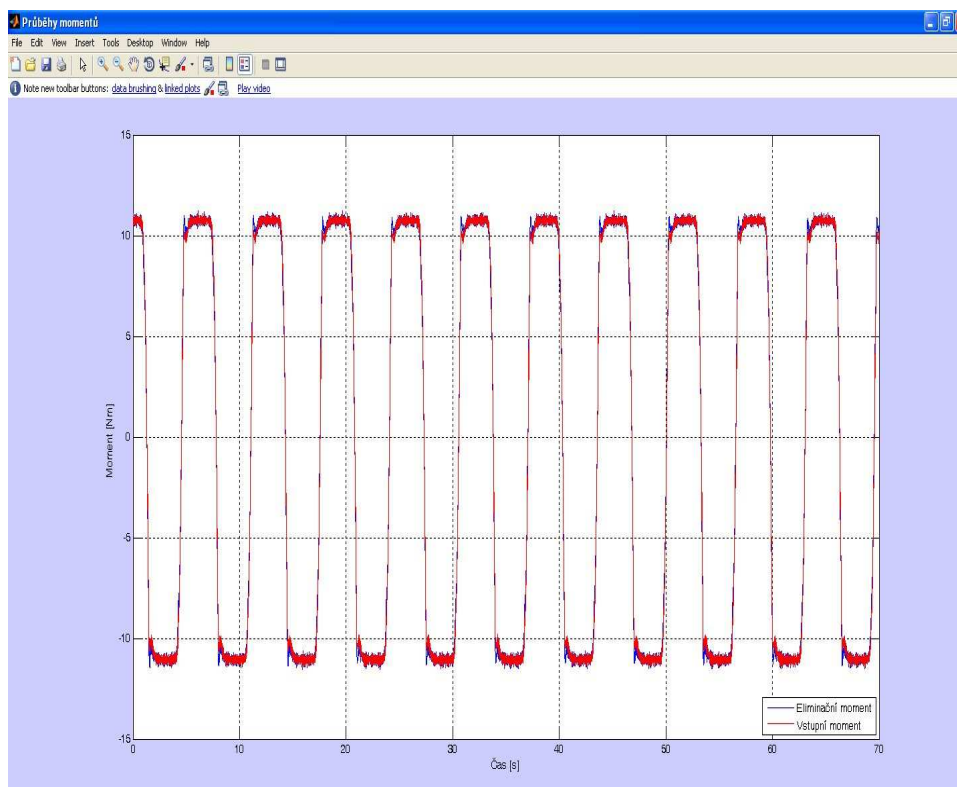 Průběhy momentů
File Edit View Insert Tools Desktop Window Help
Note new toolbar buttons: data brushing & linked plots Play video
15
10
5
0
-5
-10
-15
Moment [Nm]
0 10 20 30 40 50 60 70
Čas [s]
Eliminační moment
Vstupní moment